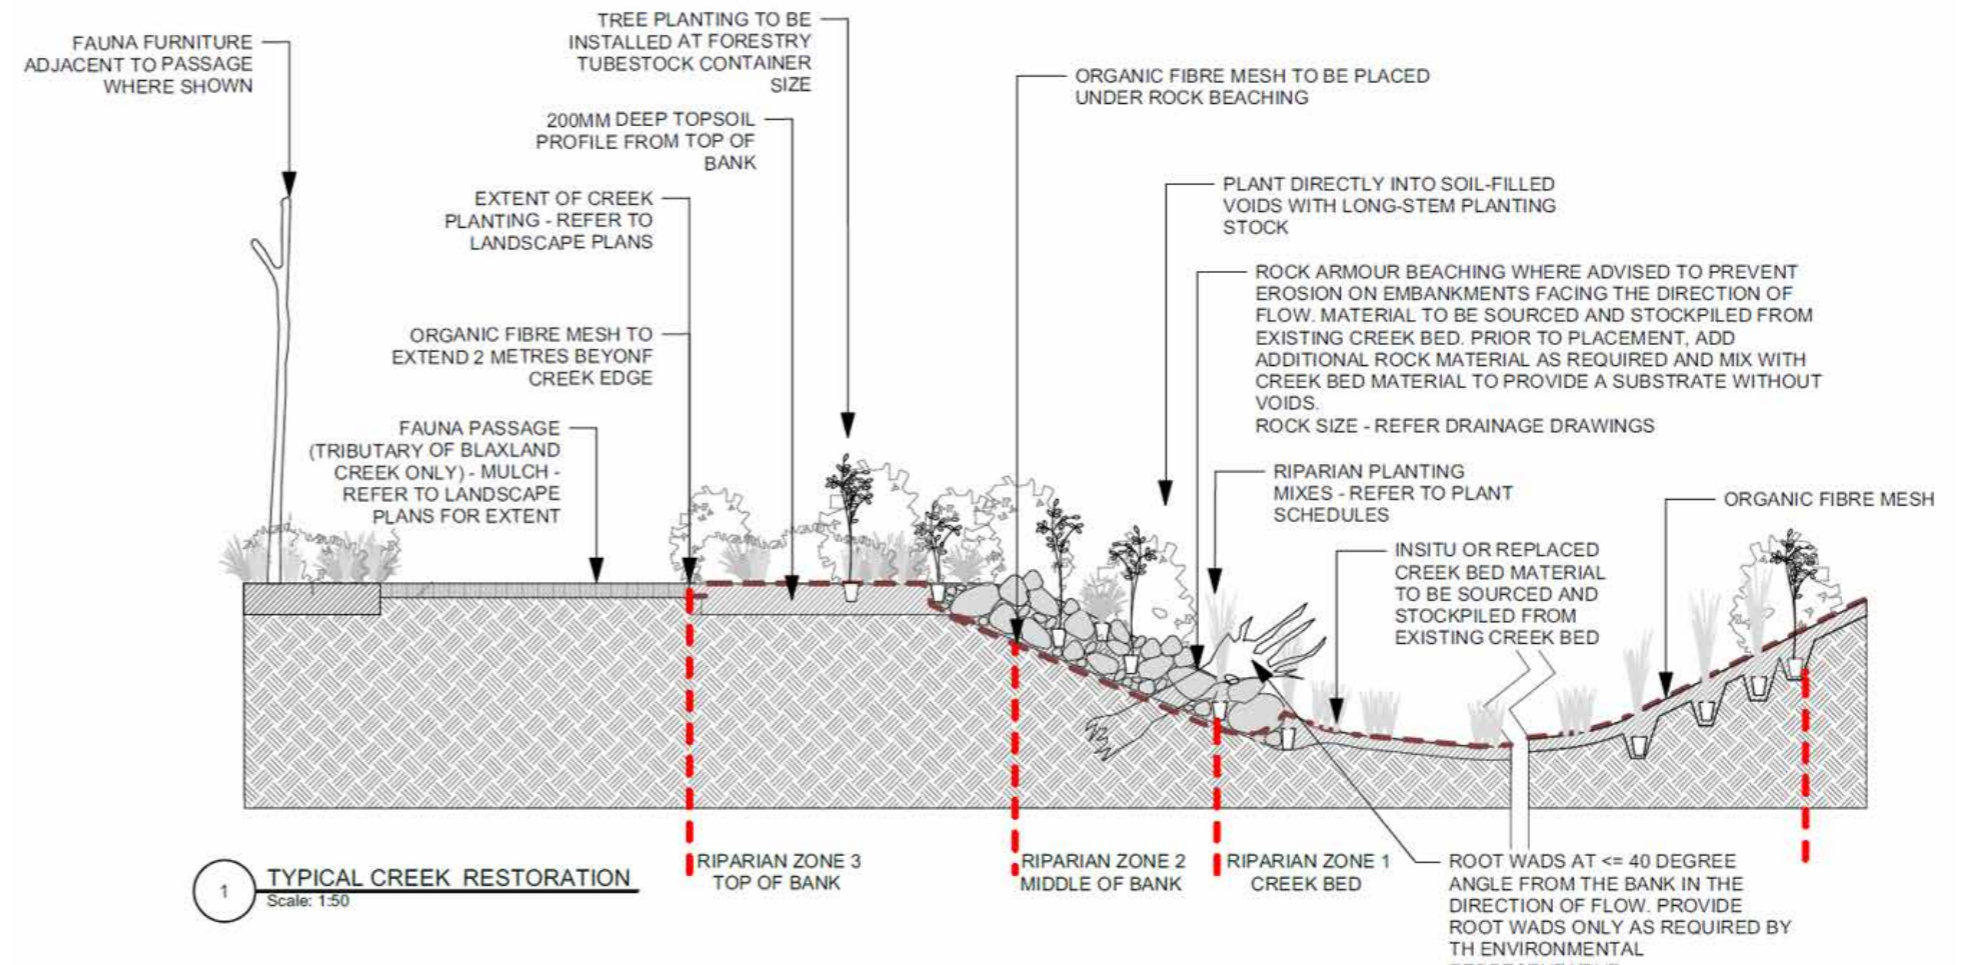 FAUNA FURNITURE
ADJACENT TO PASSAGE
WHERE SHOWN
TREE PLANTING TO BE
INSTALLED AT FORESTRY
TUBESTOCK CONTAINER
SIZE
200MM DEEP TOPSOIL
PROFILE FROM TOP OF
BANK
EXTENT OF CREEK
PLANTING - REFER TO
LANDSCAPE PLANS
ORGANIC FIBRE MESH TO
EXTEND 2 METRES BEYONF
CREEK EDGE
FAUNA PASSAGE
(TRIBUTARY OF BLAXLAND
CREEK ONLY) - MULCH -
REFER TO LANDSCAPE
PLANS FOR EXTENT
ORGANIC FIBRE MESH TO BE PLACED
UNDER ROCK BEACHING
PLANT DIRECTLY INTO SOIL-FILLED
VOIDS WITH LONG-STEM PLANTING
STOCK
ROCK ARMOUR BEACHING WHERE ADVISED TO PREVENT
EROSION ON EMBANKMENTS FACING THE DIRECTION OF
FLOW. MATERIAL TO BE SOURCED AND STOCKPILED FROM
EXISTING CREEK BED. PRIOR TO PLACEMENT, ADD
ADDITIONAL ROCK MATERIAL AS REQUIRED AND MIX WITH
CREEK BED MATERIAL TO PROVIDE A SUBSTRATE WITHOUT
VOIDS.
ROCK SIZE - REFER DRAINAGE DRAWINGS
RIPARIAN PLANTING
MIXES - REFER TO PLANT
SCHEDULES
ORGANIC FIBRE MESH
INSITU OR REPLACED
CREEK BED MATERIAL
TO BE SOURCED AND
STOCKPILED FROM
EXISTING CREEK BED
RIPARIAN ZONE 3
TOP OF BANK
RIPARIAN ZONE 2
MIDDLE OF BANK
RIPARIAN ZONE 1
CREEK BED
ROOT WADS AT <= 40 DEGREE
ANGLE FROM THE BANK IN THE
DIRECTION OF FLOW. PROVIDE
ROOT WADS ONLY AS REQUIRED BY
TH ENVIRONMENTAL
1
TYPICAL CREEK RESTORATION
Scale: 1:50